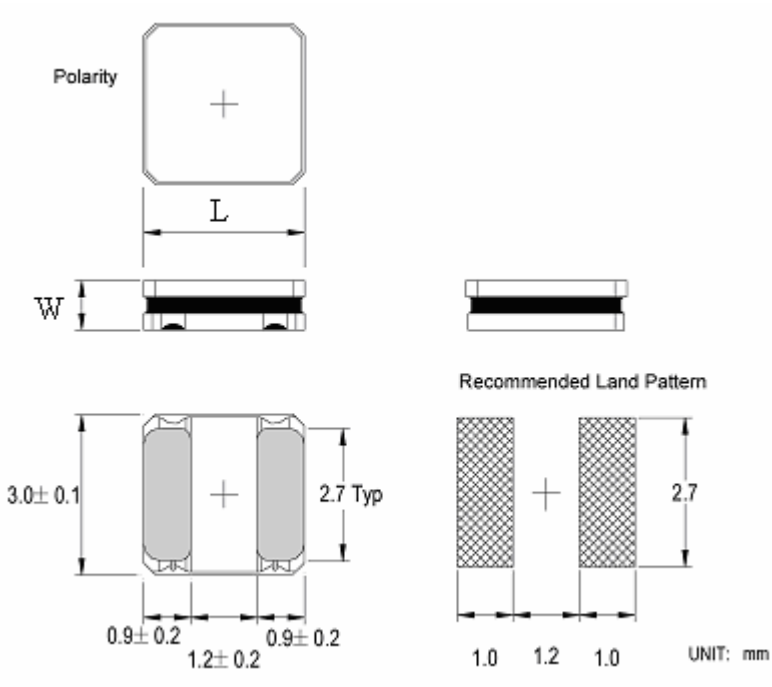 Polarity
L
W
Recommended Land Pattern
3.0± 0.1
2.7 Typ
2.7
0.9± 0.2
1.2± 0.2
0.9± 0.2
1.0
1.2
1.0
UNIT: mm